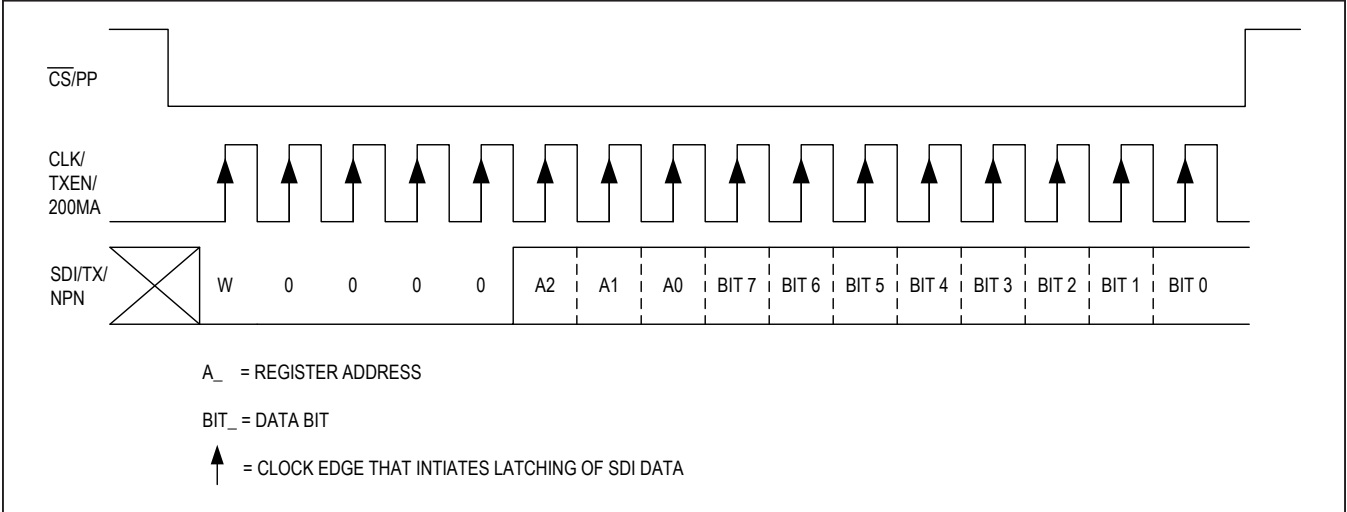 CS/PP
CLK/
TXEN/
200MA
SDI/TX/
NPN
W 0 0 0 0 A2 A1 A0 BIT 7 BIT 6 BIT 5 BIT 4 BIT 3 BIT 2 BIT 1 BIT 0
A_ = REGISTER ADDRESS
BIT_ = DATA BIT
= CLOCK EDGE THAT INTIATES LATCHING OF SDI DATA